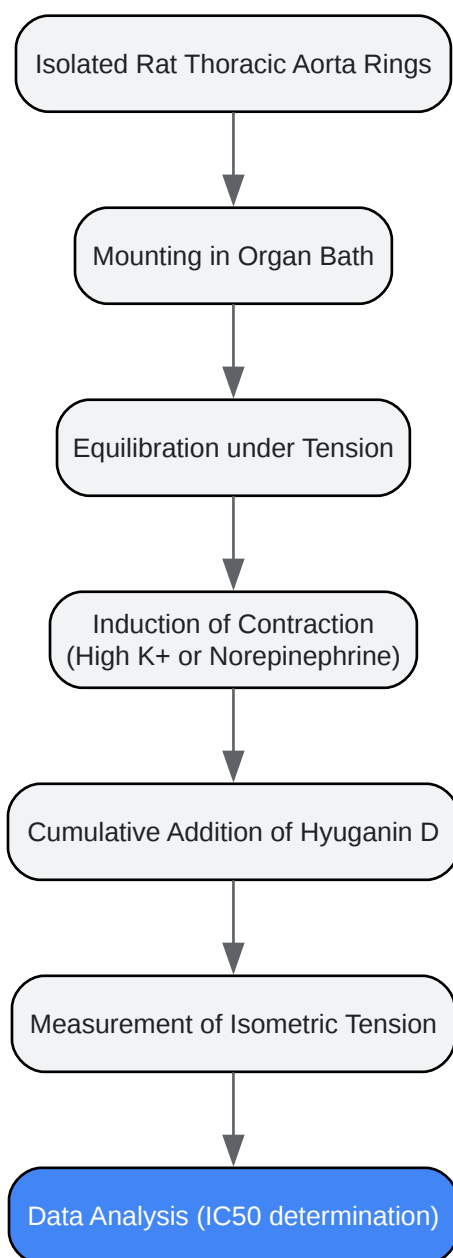 Isolated Rat Thoracic Aorta Rings
Mounting in Organ Bath
Equilibration under Tension
Induction of Contraction
(High K+ or Norepinephrine)
Cumulative Addition of Hyuganin D
Measurement of Isometric Tension
Data Analysis (IC50 determination)